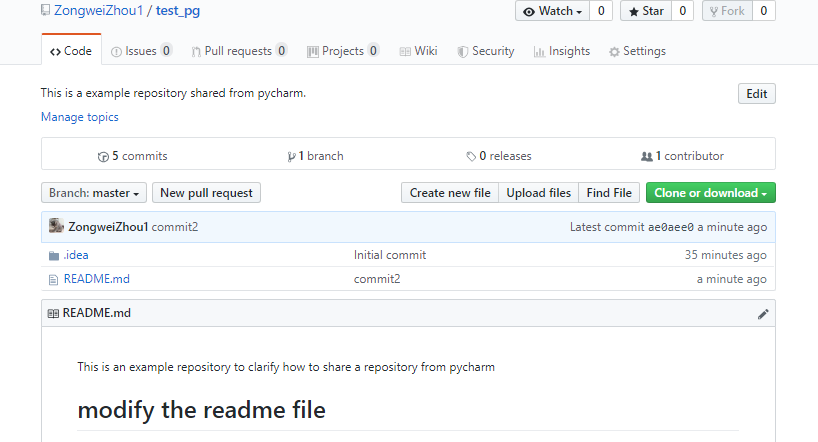 ZongweiZhou1 / test_pg
Watch 0 Star 0 Fork 0
Code Issues 0 Pull requests 0 Projects 0 Wiki Security Insights Settings
This is a example repository shared from pycharm. Edit
Manage topics
5 commits 1 branch 0 releases 1 contributor
Branch: master New pull request Create new file Upload files Find File Clone or download
ZongweiZhou1 commit2 Latest commit ae0aee0 a minute ago
.idea Initial commit 35 minutes ago
README.md commit2 a minute ago
README.md
This is an example repository to clarify how to share a repository from pycharm
modify the readme file